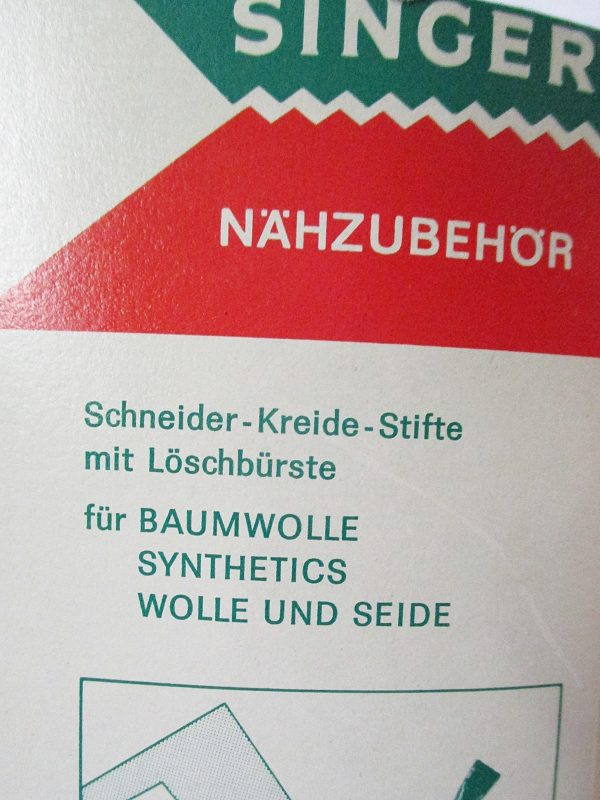 SINGER
NÄHZUBEHÖR
Schneider-Kreide-Stifte
mit Löschbürste
für BAUMWOLLE
SYNTHETICS
WOLLE UND SEIDE